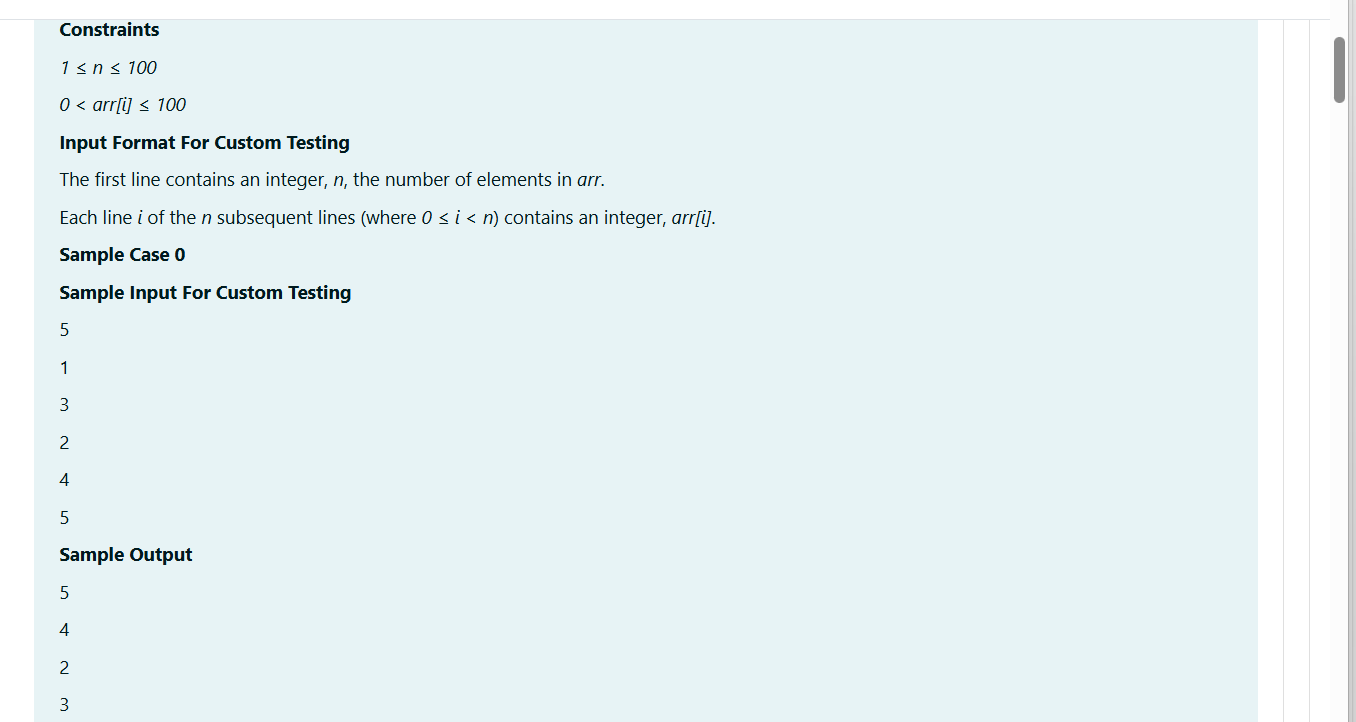 Constraints
1 ≤ n ≤ 100
0 < arr[i] ≤ 100
Input Format For Custom Testing
The first line contains an integer, n, the number of elements in arr.
Each line i of the n subsequent lines (where 0 ≤ i < n) contains an integer, arr[i].
Sample Case 0
Sample Input For Custom Testing
5
1
3
2
4
5
Sample Output
5
4
2
3